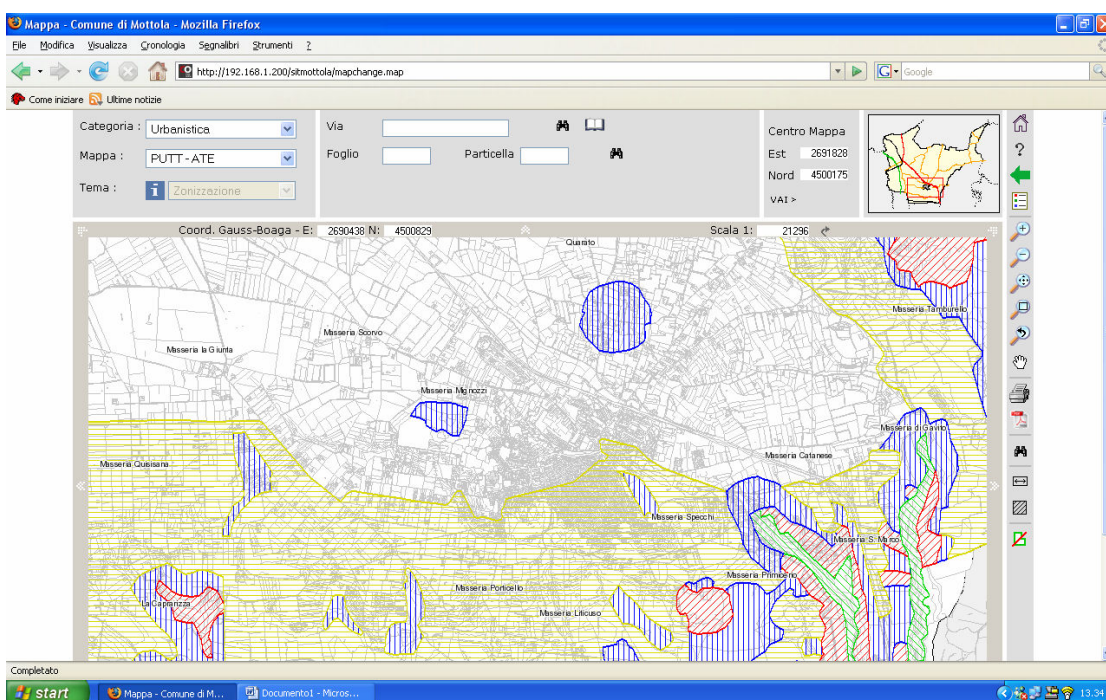 Mappa - Comune di Mottola - Mozilla Firefox
File Modifica Visualizza Cronologia Segnalibri Strumenti ?
http://192.168.1.200/sitmottola/mapchange.map
Google
Come iniziare Ultime notizie
Categoria : Urbanistica Via Centro Mappa
Mappa : PUTT-ATE Foglio Particella Est 2691828
Nord 4500175
Tema : Zonizzazione VAI >
Coord. Gauss-Boaga - E: 2690438 N: 4500829 Scala 1: 21296
Quarato
Masseria Tamburello
Masseria Scorvo
Masseria la Giunta
Masseria Mignozzi
Masseria di Gavino
Masseria Catanese
Masseria Quisisana
Masseria Specchi
Masseria S. Marco
Masseria Primicerio
Masseria Porticello
La Capranzza
Masseria Liticuso
Completato
start Mappa - Comune di M... Documento1 - Micros... 13.34